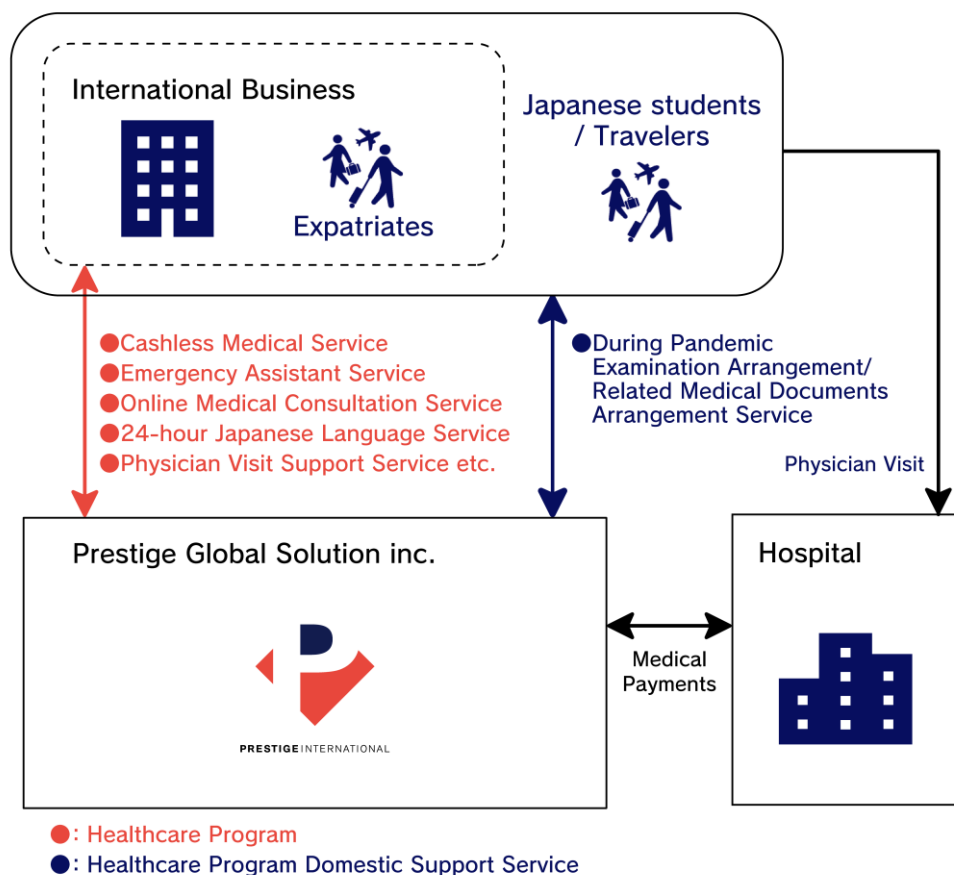 International Business
Expatriates
Japanese students
/ Travelers
●Cashless Medical Service
●Emergency Assistant Service
●Online Medical Consultation Service
●24-hour Japanese Language Service
●Physician Visit Support Service etc.
●During Pandemic
Examination Arrangement/
Related Medical Documents
Arrangement Service
Physician Visit
Prestige Global Solution inc.
PRESTIGE INTERNATIONAL
Medical
Payments
Hospital
●: Healthcare Program
●: Healthcare Program Domestic Support Service